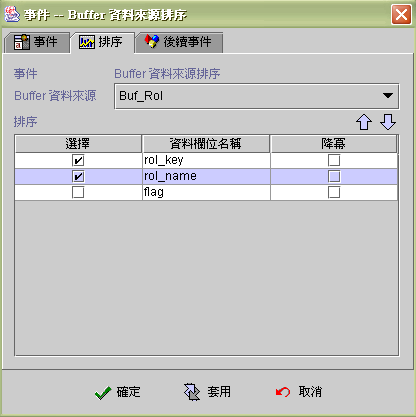 事件 -- Buffer 資料來源排序
事件 排序 後續事件
事件 Buffer 資料來源排序
Buffer 資料來源 Buf_Rol
排序
選擇 資料欄位名稱 降冪
rol_key
rol_name
flag
確定 套用 取消